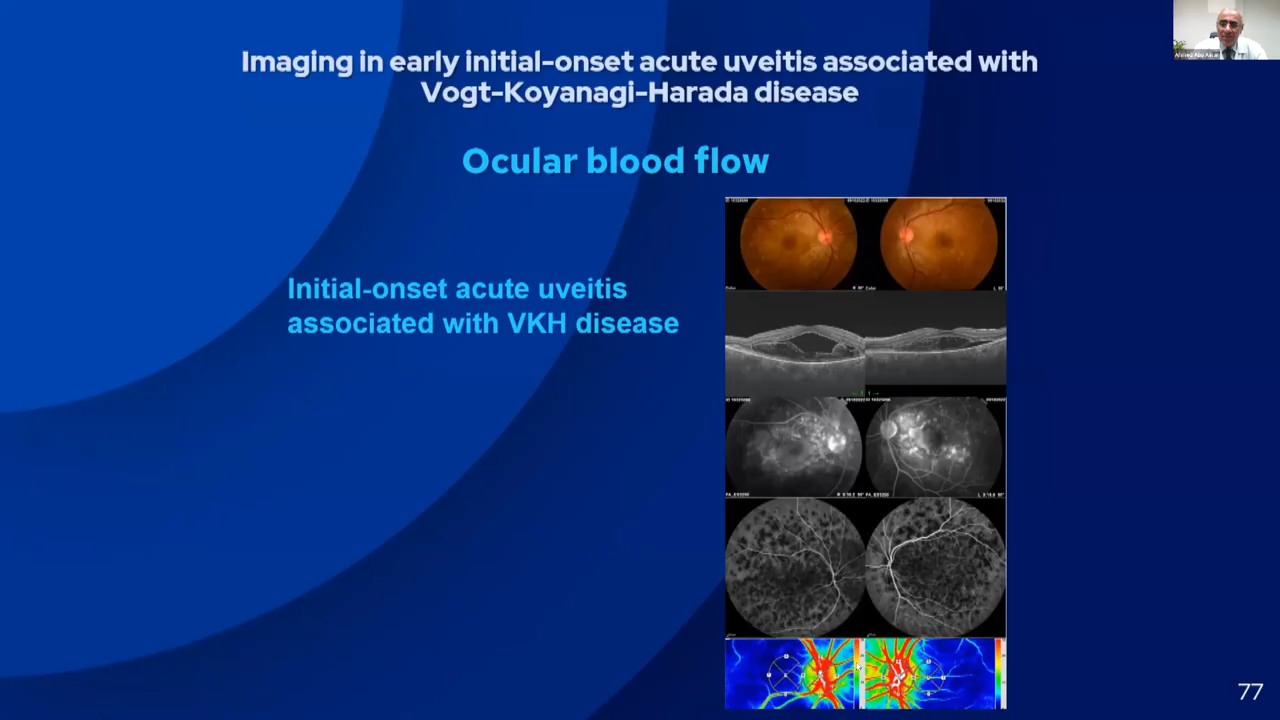 Imaging in early initial-onset acute uveitis associated with
Vogt-Koyanagi-Harada disease
Ocular blood flow
Initial-onset acute uveitis
associated with VKH disease
77